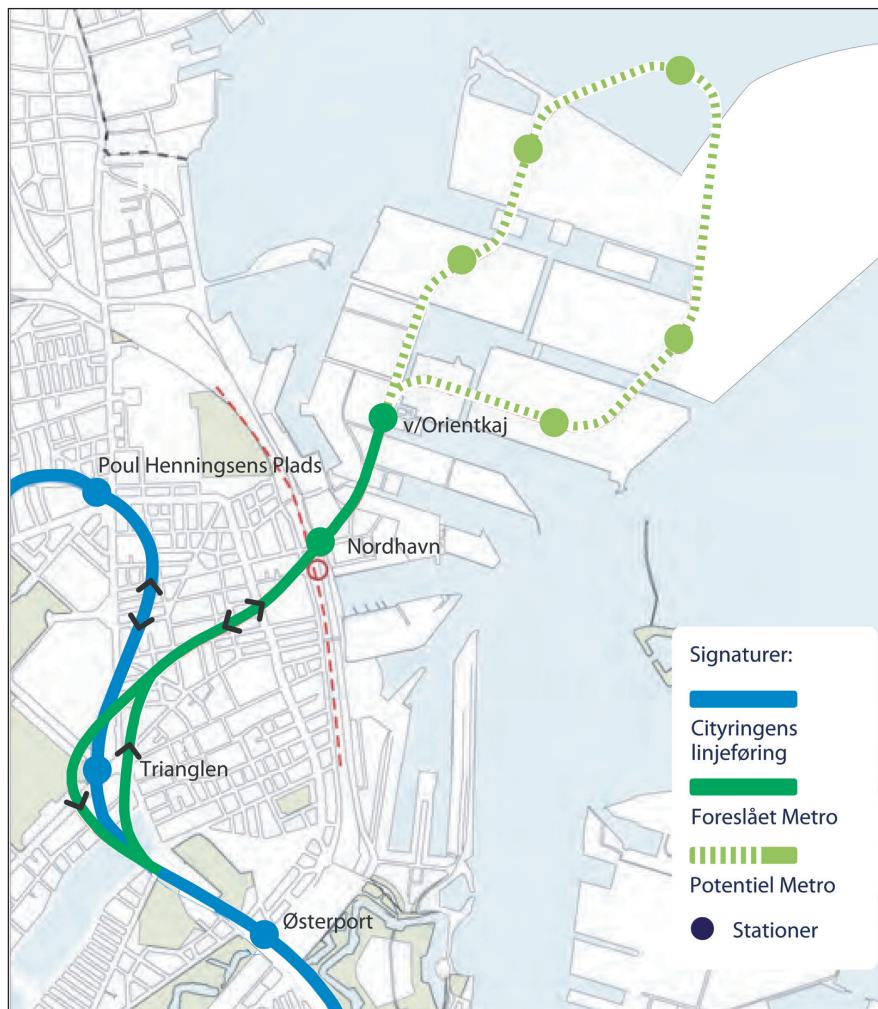 v/Orientkaj
Poul Henningsens Plads
Nordhavn
Trianglen
Østerport
Signaturer:
Cityringens
linjeføring
Foreslået Metro
Potentiel Metro
Stationer